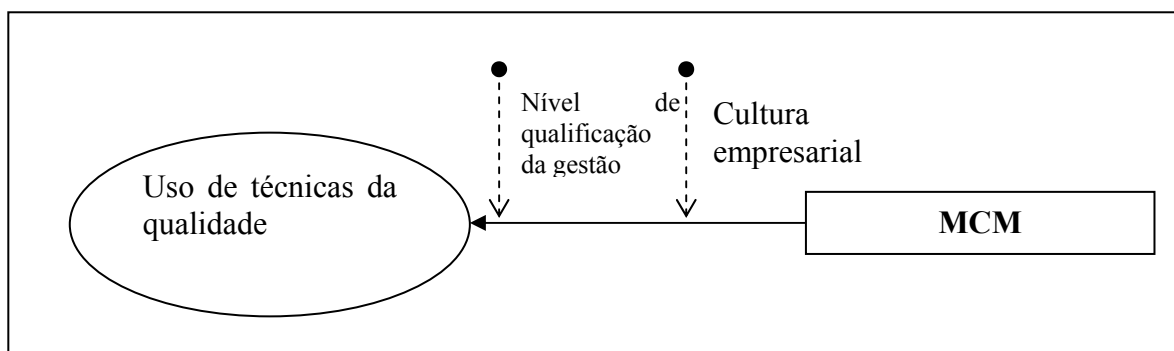 Nível de
qualificação
da gestão
Cultura
empresarial
Uso de técnicas da
qualidade
MCM